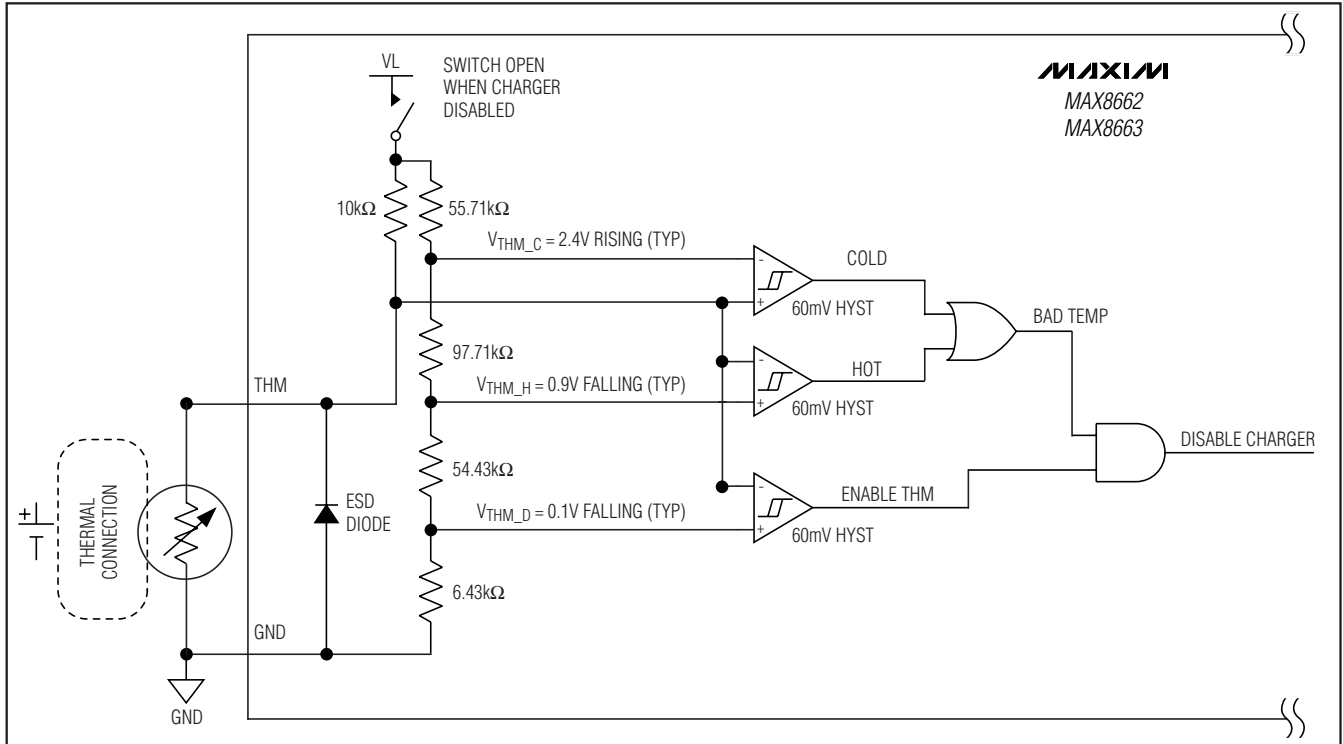 VL
SWITCH OPEN
WHEN CHARGER
DISABLED
MAXIM
MAX8662
MAX8663
10kΩ
55.71kΩ
VTHM_C = 2.4V RISING (TYP)
-
+
COLD
60mV HYST
BAD TEMP
97.71kΩ
THM
VTHM_H = 0.9V FALLING (TYP)
-
+
HOT
60mV HYST
DISABLE CHARGER
54.43kΩ
THERMAL
CONNECTION
+
ESD
DIODE
VTHM_D = 0.1V FALLING (TYP)
-
+
ENABLE THM
60mV HYST
6.43kΩ
GND
GND